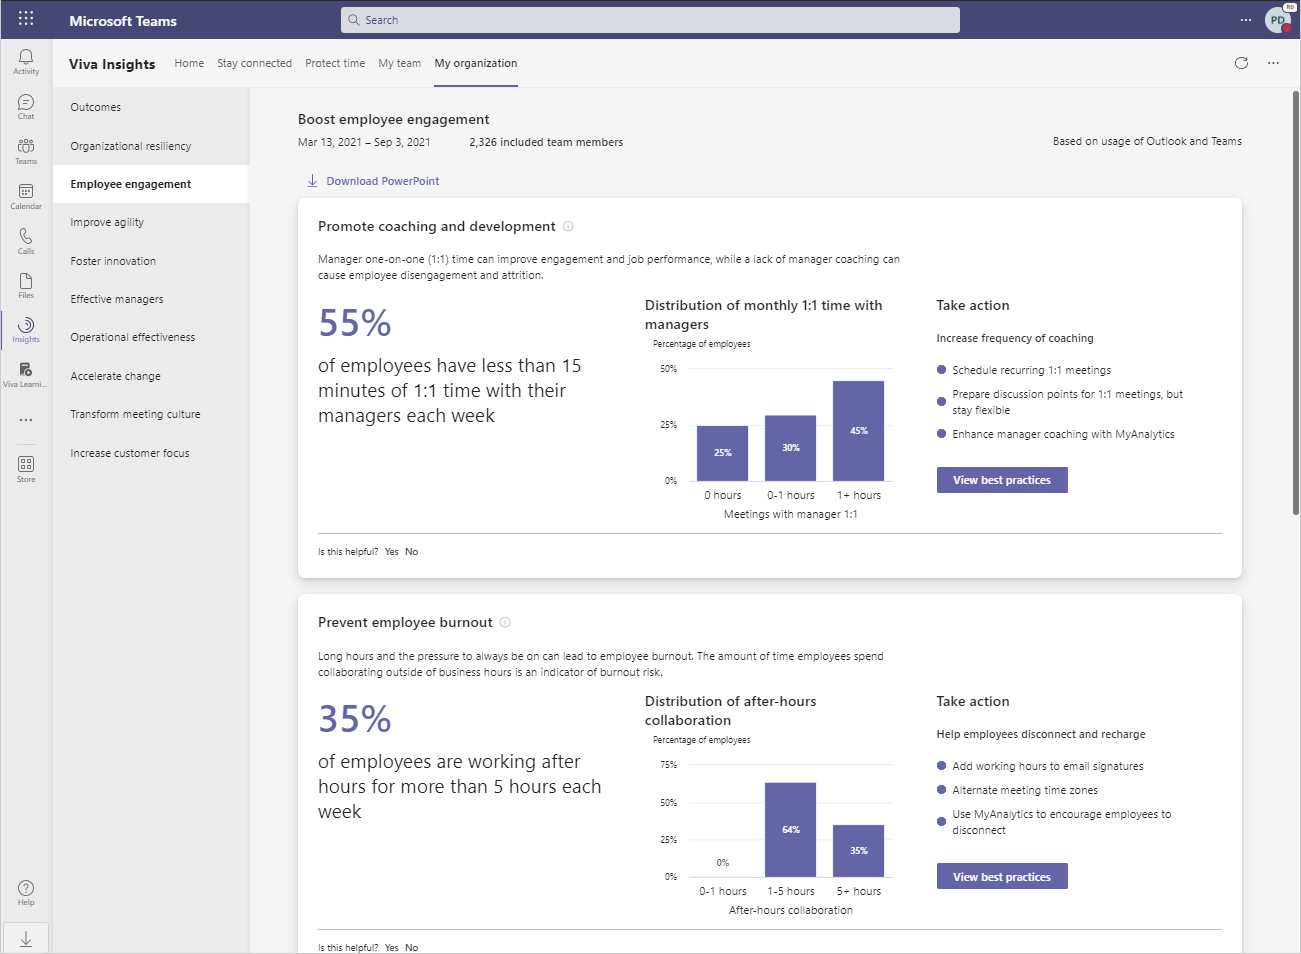 Microsoft Teams
Search
PD
Activity
Chat
Teams
Calendar
Calls
Files
Insights
Viva Learni...
Store
Help
Viva Insights
Home
Stay connected
Protect time
My team
My organization
Outcomes
Organizational resiliency
Employee engagement
Improve agility
Foster innovation
Effective managers
Operational effectiveness
Accelerate change
Transform meeting culture
Increase customer focus
Boost employee engagement
Mar 13, 2021 – Sep 3, 2021
2,326 included team members
Based on usage of Outlook and Teams
Download PowerPoint
Promote coaching and development
Manager one-on-one (1:1) time can improve engagement and job performance, while a lack of manager coaching can
cause employee disengagement and attrition.
55%
of employees have less than 15
minutes of 1:1 time with their
managers each week
Distribution of monthly 1:1 time with
managers
Percentage of employees
50%
25%
0%
25%
30%
45%
0 hours
0-1 hours
1+ hours
Meetings with manager 1:1
Take action
Increase frequency of coaching
Schedule recurring 1:1 meetings
Prepare discussion points for 1:1 meetings, but
stay flexible
Enhance manager coaching with MyAnalytics
View best practices
Is this helpful? Yes No
Prevent employee burnout
Long hours and the pressure to always be on can lead to employee burnout. The amount of time employees spend
collaborating outside of business hours is an indicator of burnout risk.
35%
of employees are working after
hours for more than 5 hours each
week
Distribution of after-hours
collaboration
Percentage of employees
75%
50%
25%
0%
0%
64%
35%
0-1 hours
1-5 hours
5+ hours
After-hours collaboration
Take action
Help employees disconnect and recharge
Add working hours to email signatures
Alternate meeting time zones
Use MyAnalytics to encourage employees to
disconnect
View best practices
Is this helpful? Yes No